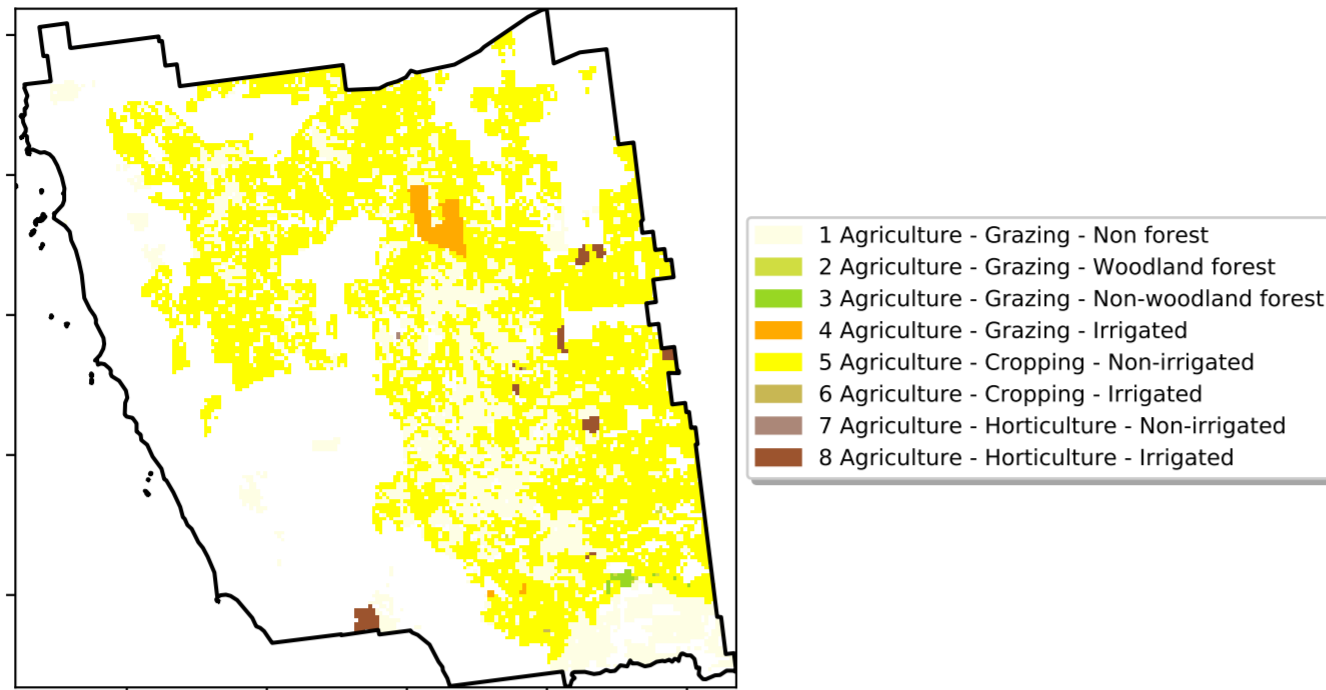 1 Agriculture - Grazing - Non forest
2 Agriculture - Grazing - Woodland forest
3 Agriculture - Grazing - Non-woodland forest
4 Agriculture - Grazing - Irrigated
5 Agriculture - Cropping - Non-irrigated
6 Agriculture - Cropping - Irrigated
7 Agriculture - Horticulture - Non-irrigated
8 Agriculture - Horticulture - Irrigated